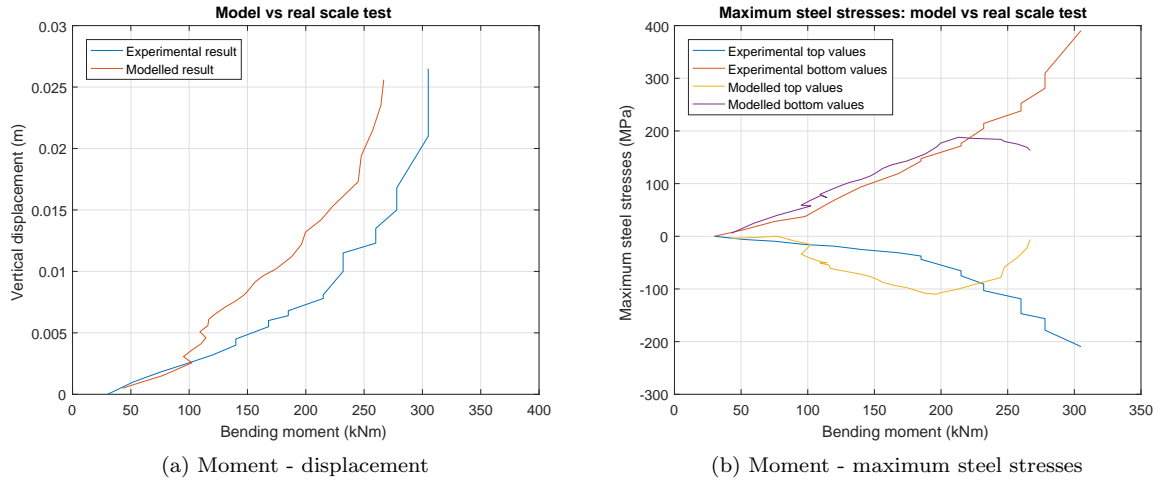 Model vs real scale test
0.03
0.025
0.02
0.015
0.01
0.005
0
Vertical displacement (m)
Experimental result
Modelled result
0 50 100 150 200 250 300 350 400
Bending moment (kNm)
(a) Moment - displacement
Maximum steel stresses: model vs real scale test
400
300
200
100
0
-100
-200
-300
Maximum steel stresses (MPa)
Experimental top values
Experimental bottom values
Modelled top values
Modelled bottom values
0 50 100 150 200 250 300 350
Bending moment (kNm)
(b) Moment - maximum steel stresses